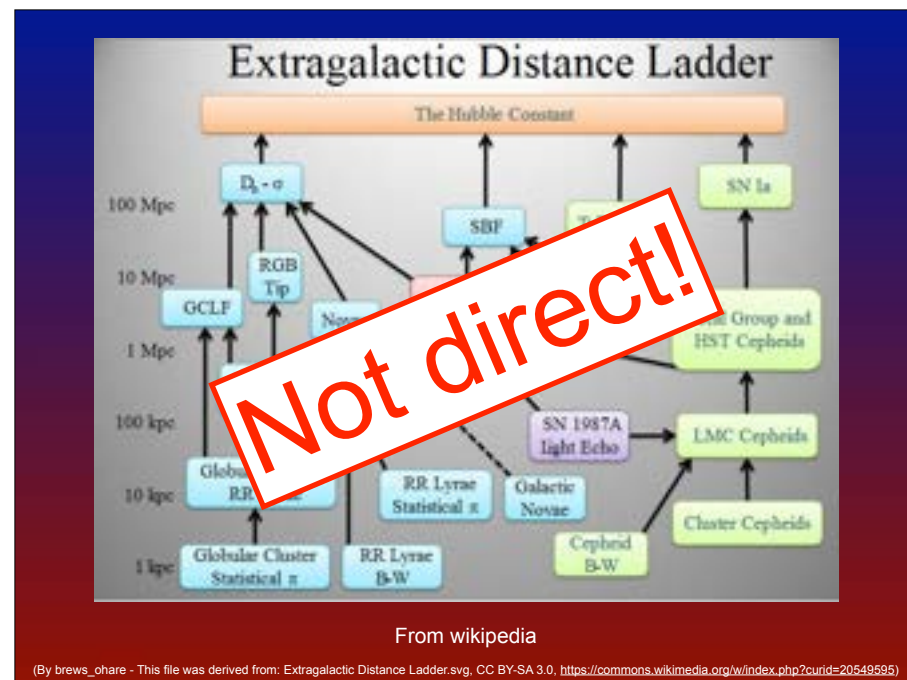 Extragalactic Distance Ladder
The Hubble Constant
D
- σ
SN Ia
100 Mpc
SBF
RGB
Tip
10 Mpc
GCLF
Group and
HST Cepheids
1 Mpc
Not direct!
100 kpc
SN 1987A
light Echo
LMC Cepheids
RR Lyrae
Statistical π
Galactic
Novae
10 kpc
Cluster Cepheids
Globular Cluster
Statistical π
RR Lyrae
B-W
Cepheid
B-W
1 kpc
From wikipedia
(By brews_ohare - This file was derived from: Extragalactic Distance Ladder.svg, CC BY-SA 3.0, https://commons.wikimedia.org/w/index.php?curid=20549595)